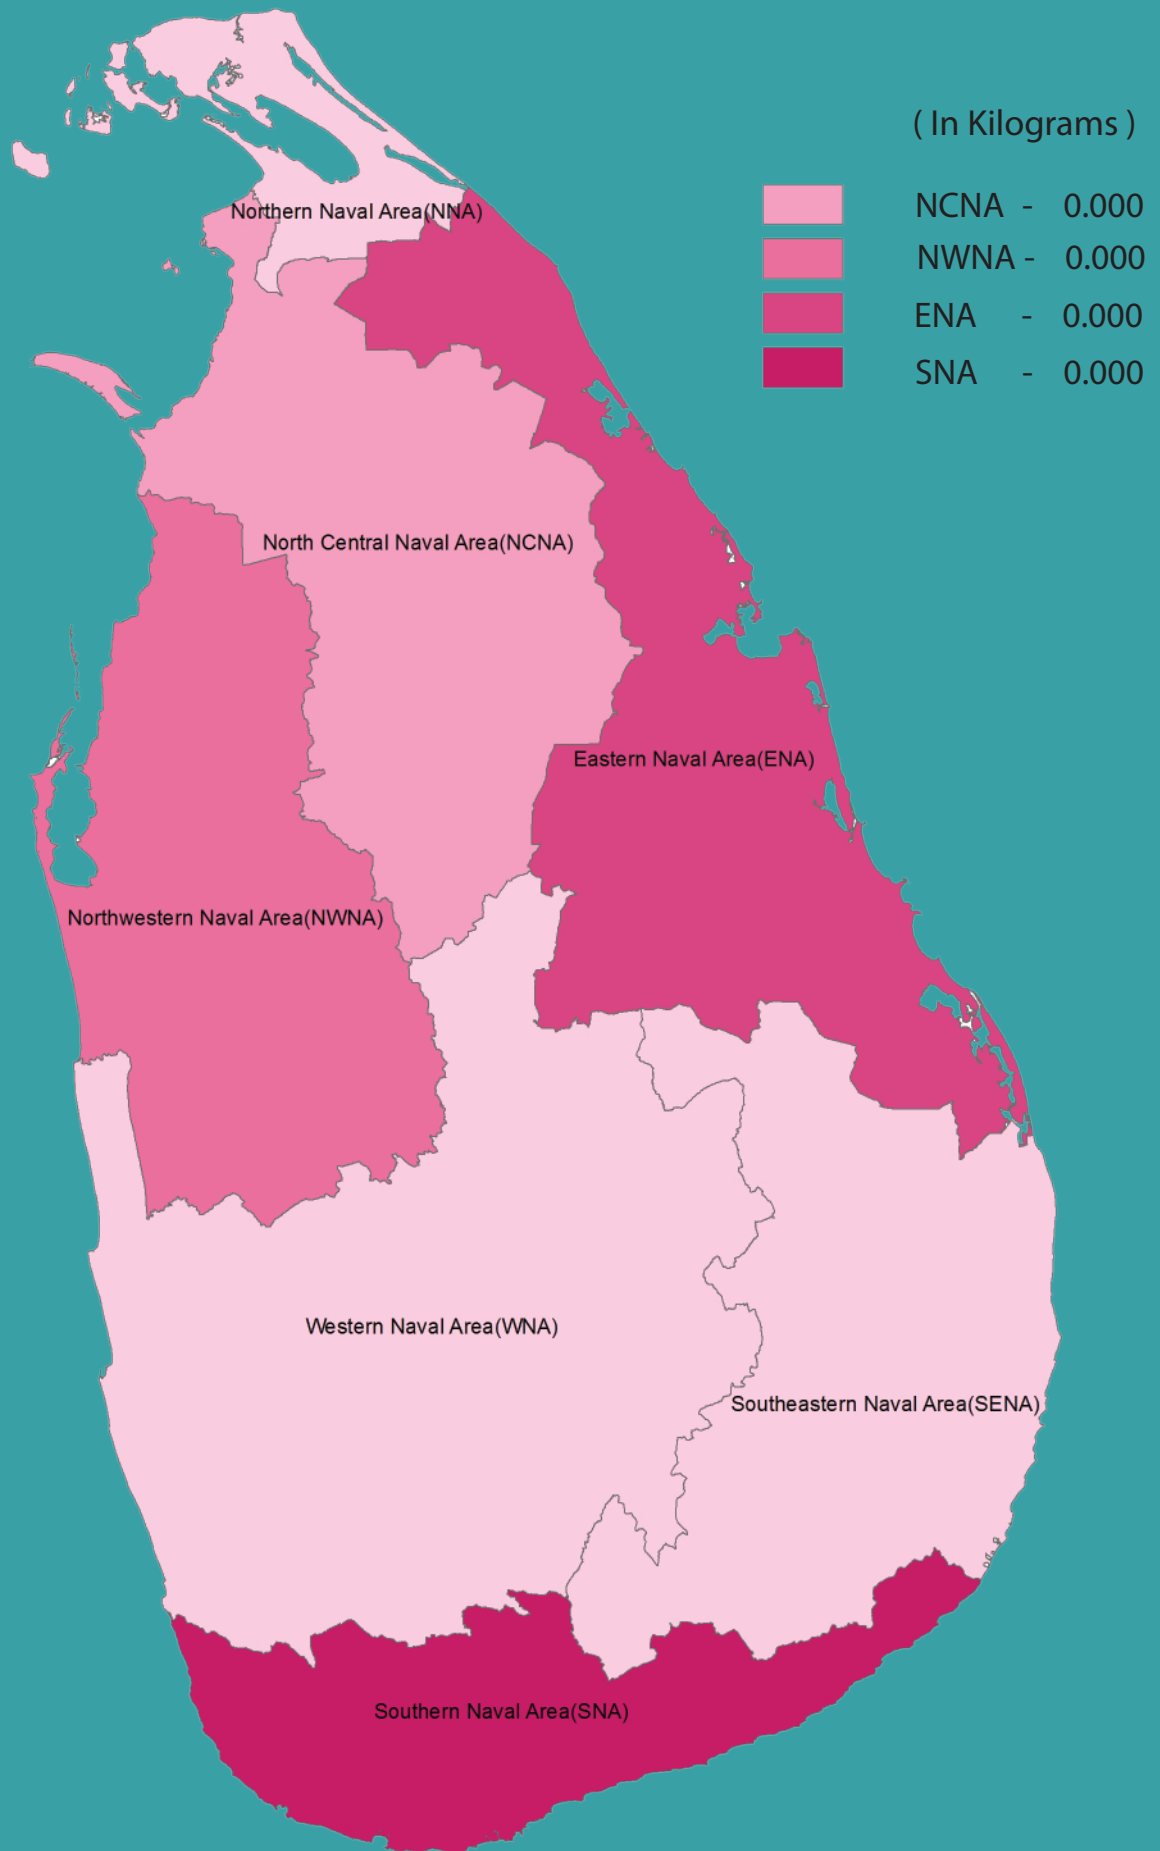 ( In Kilograms )
NCNA - 0.000
NWNA - 0.000
ENA - 0.000
SNA - 0.000
Northern Naval Area(NNA)
North Central Naval Area(NCNA)
Eastern Naval Area(ENA)
Northwestern Naval Area(NWNA)
Western Naval Area(WNA)
Southeastern Naval Area(SENA)
Southern Naval Area(SNA)